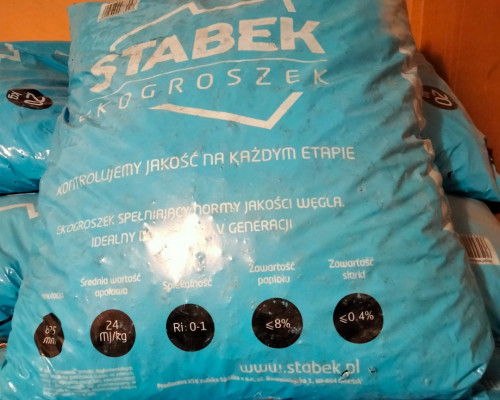 STABEK
EKOGROSZEK
KONTROLUJEMY JAKOŚĆ NA KAŻDYM ETAPIE
EKOGROSZEK SPEŁNIAJĄCY NORMY JAKOŚCI WĘGLA.
IDEALNY V GENERACJI
Średnia wartość opałowa
Spiekalność
Zawartość popiołu
Zawartość siarki
24 MJ/kg
Ri: 0-1
≤8%
≤0.4%
www.stabek.pl